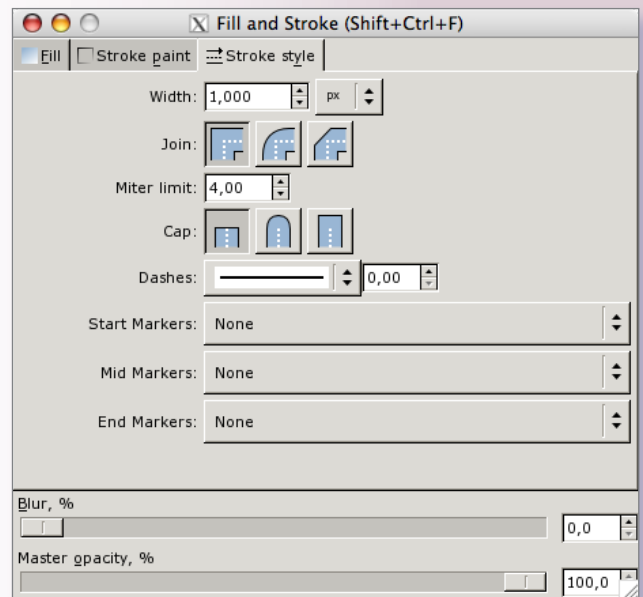 Fill and Stroke (Shift+Ctrl+F)
Fill Stroke paint Stroke style
Width: 1,000 px
Join:
Miter limit: 4,00
Cap:
Dashes: 0,00
Start Markers: None
Mid Markers: None
End Markers: None
Blur, %
0,0
Master opacity, %
100,0